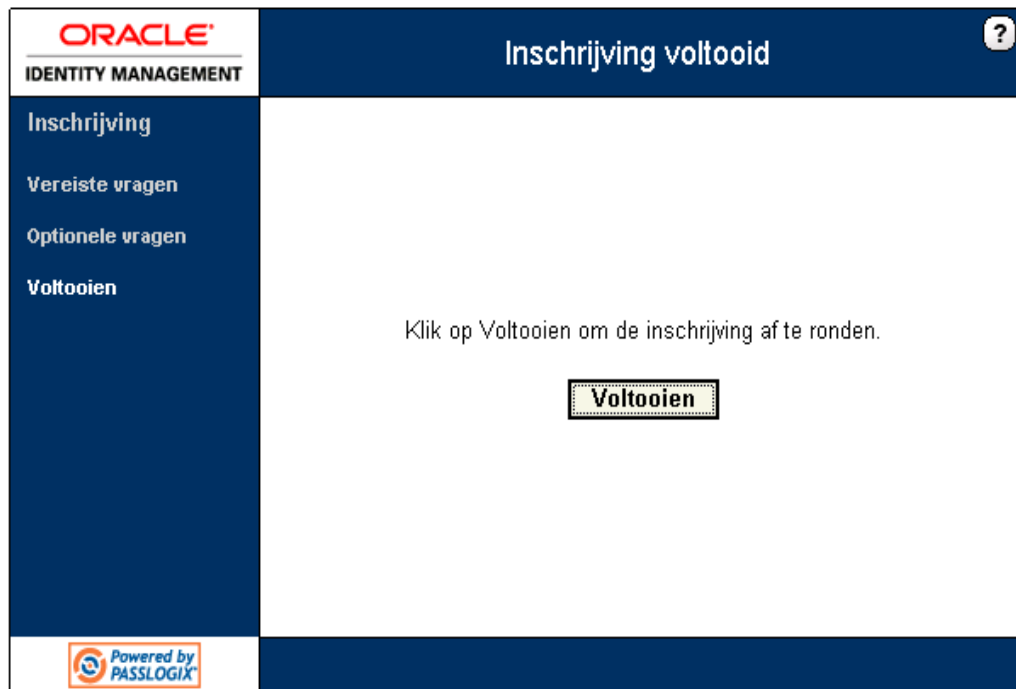 ORACLE
IDENTITY MANAGEMENT
Inschrijving voltooid
?
Inschrijving
Vereiste vragen
Optionele vragen
Voltooien
Klik op Voltooien om de inschrijving af te ronden.
Voltooien
Powered by
PASSLOGIX